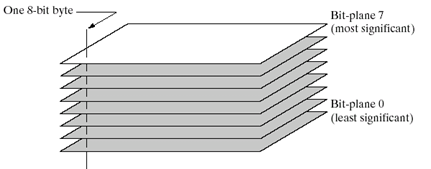 One 8-bit byte
Bit-plane 7
(most significant)
Bit-plane 0
(least significant)